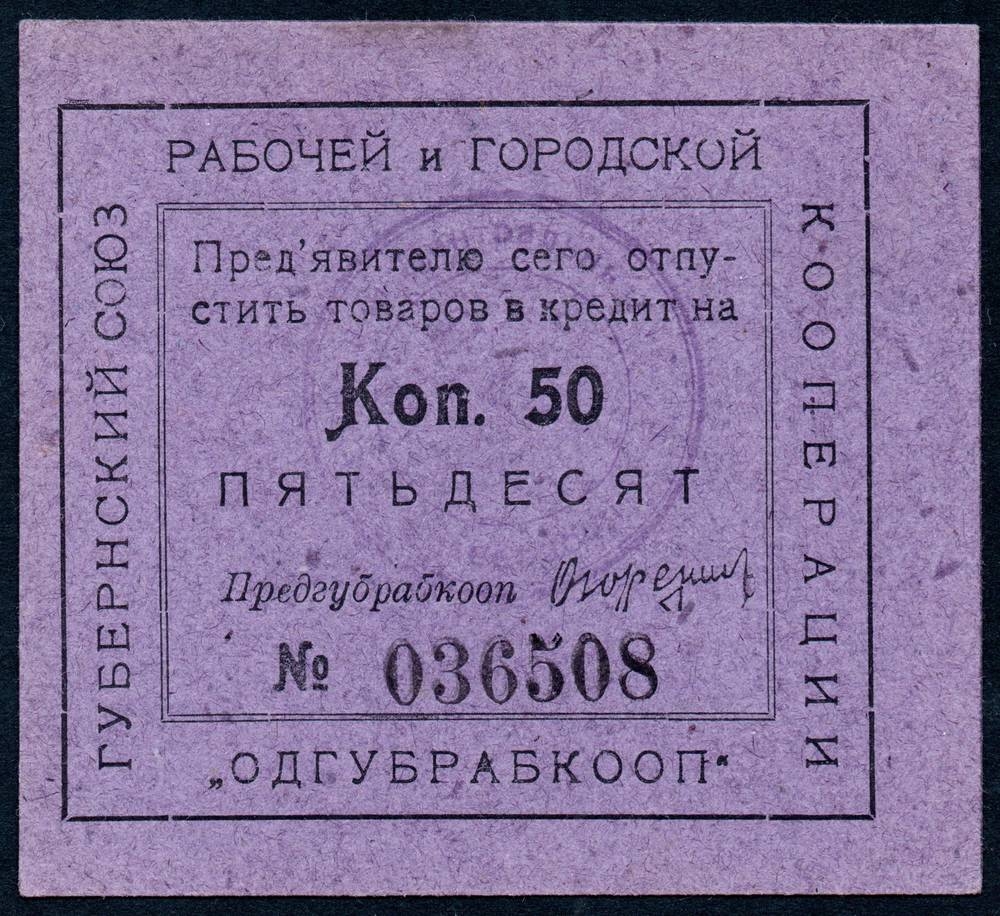 ГУБЕРНСКИЙ СОЮЗ
РАБОЧЕЙ и ГОРОДСКОЙ
КООПЕРАЦИИ
Пред'явителю сего отпу-
стить товаров в кредит на
Коп. 50
ПЯТЬДЕСЯТ
Предгубрабкооп
№ 036508
„ОДГУБРАБКООП“